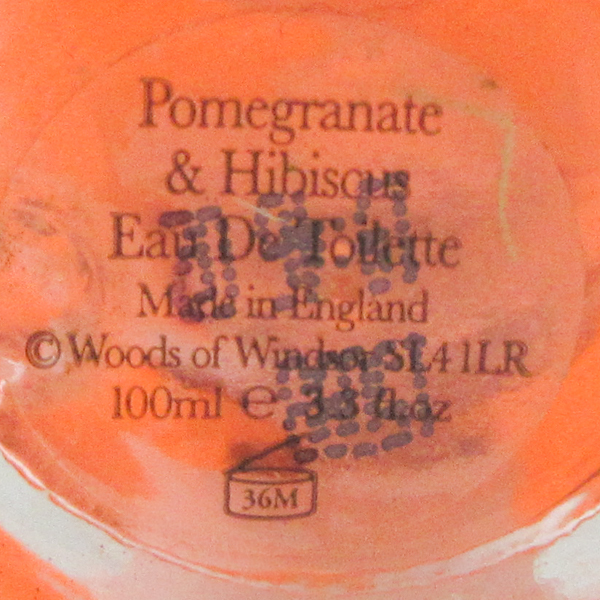 Pomegranate
& Hibiscus
Eau De Toilette
Made in England
© Woods of Windsor SL4 1LR
100ml e 3.3 fl.oz
36M